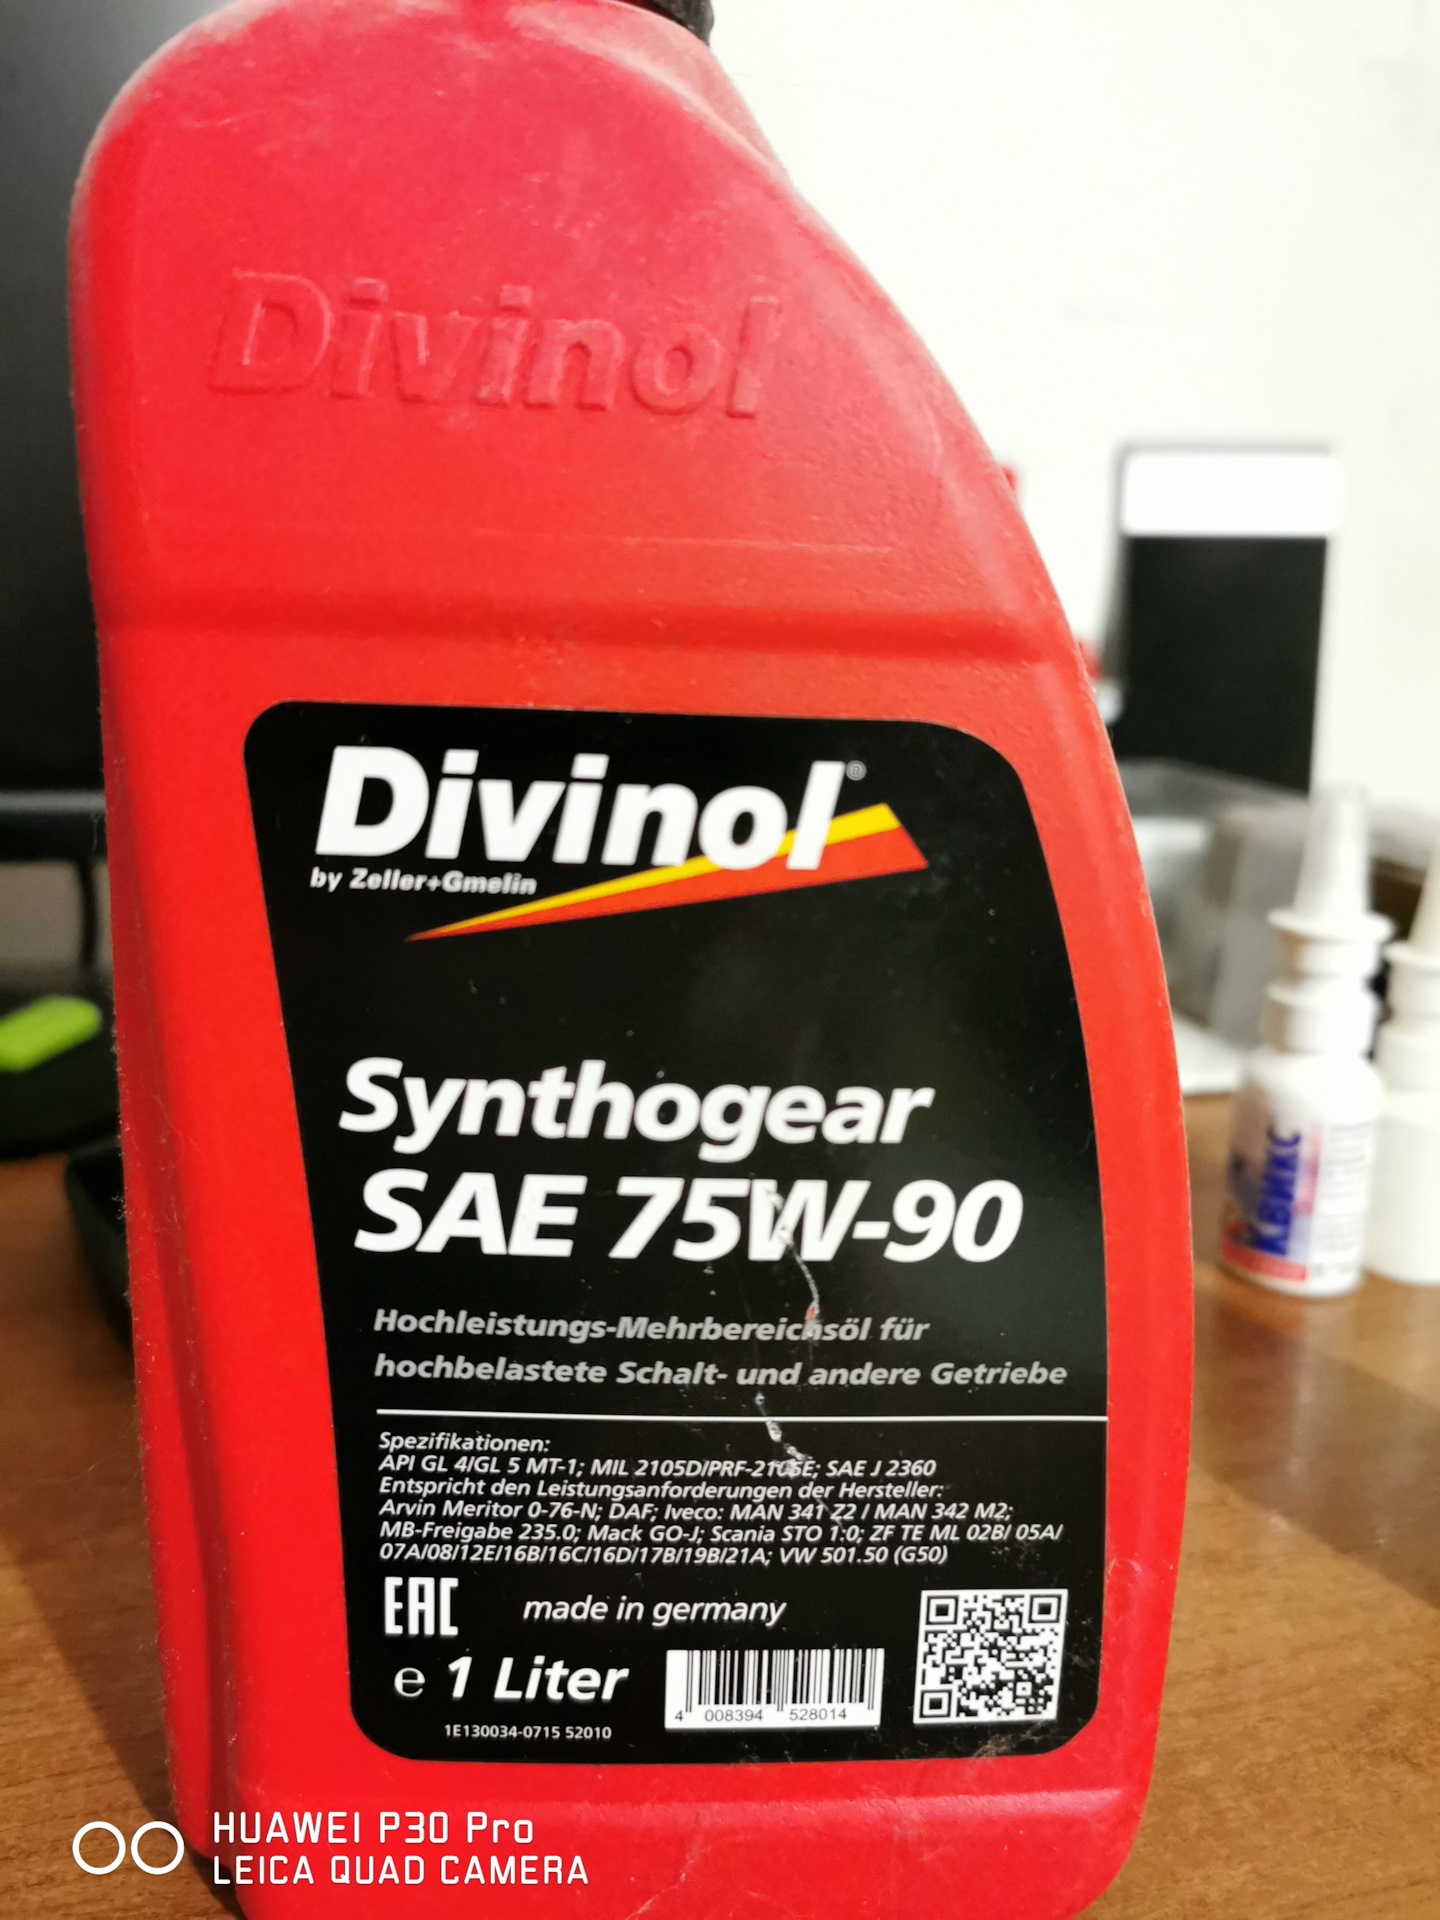 Divinol
Divinol®
by Zeller+Gmelin
Synthogear
SAE 75W-90
Hochleistungs-Mehrbereichsöl für
hochbelastete Schalt- und andere Getriebe
Spezifikationen:
API GL 4/GL 5 MT-1; MIL 2105D/PRF-2105E; SAE J 2360
Entspricht den Leistungsanforderungen der Hersteller:
Arvin Meritor 0-76-N; DAF; Iveco: MAN 341 Z2 / MAN 342 M2;
MB-Freigabe 235.0; Mack GO-J; Scania STO 1:0; ZF TE ML 02B/ 05A/
07A/08/12E/16B/16C/16D/17B/19B/21A; VW 501.50 (G50)
EAC made in germany
e 1 Liter
4 008394 528014
1E130034-0715 52010
КВИКС
HUAWEI P30 Pro
LEICA QUAD CAMERA